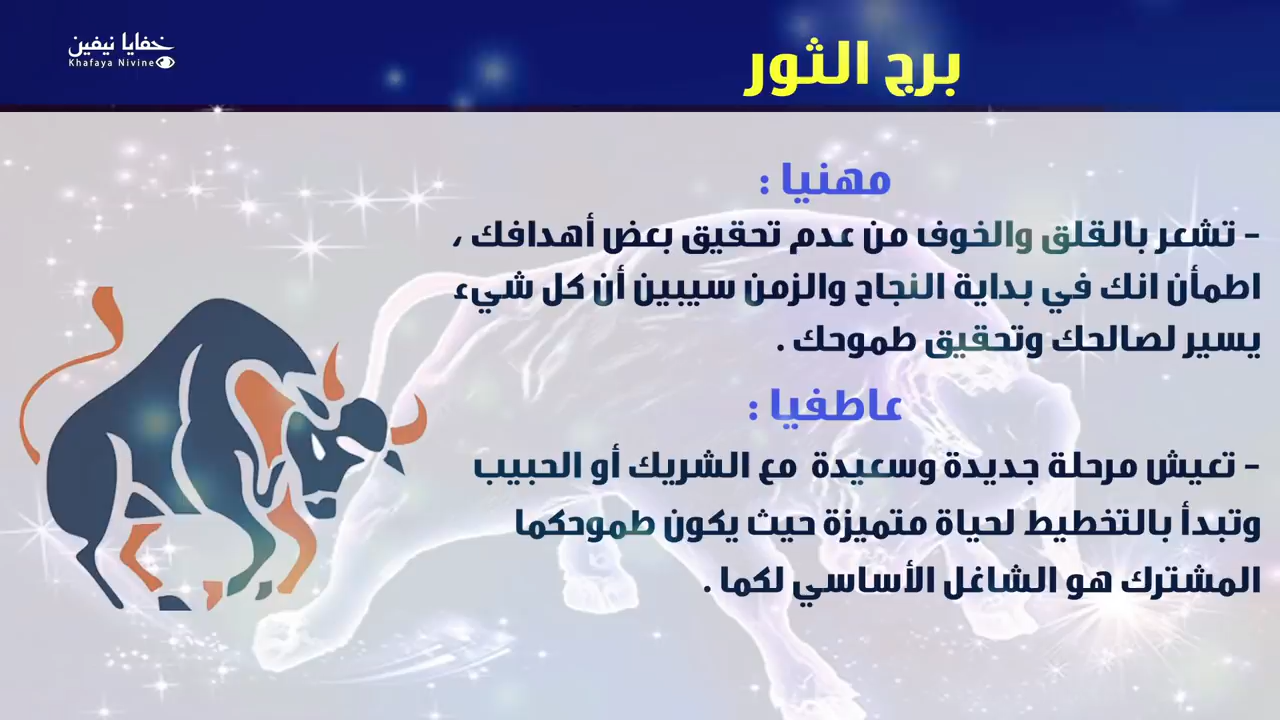 خفايا نيفين
Khafaya Nivine
برج الثور
مهنيا :
- تشعر بالقلق والخوف من عدم تحقيق بعض أهدافك ،
اطمأن انك في بداية النجاح والزمن سيبين أن كل شيء
يسير لصالحك وتحقيق طموحك .
عاطفيا :
- تعيش مرحلة جديدة وسعيدة مع الشريك أو الحبيب
وتبدأ بالتخطيط لحياة متميزة حيث يكون طموحكما
المشترك هو الشاغل الأساسي لكما .